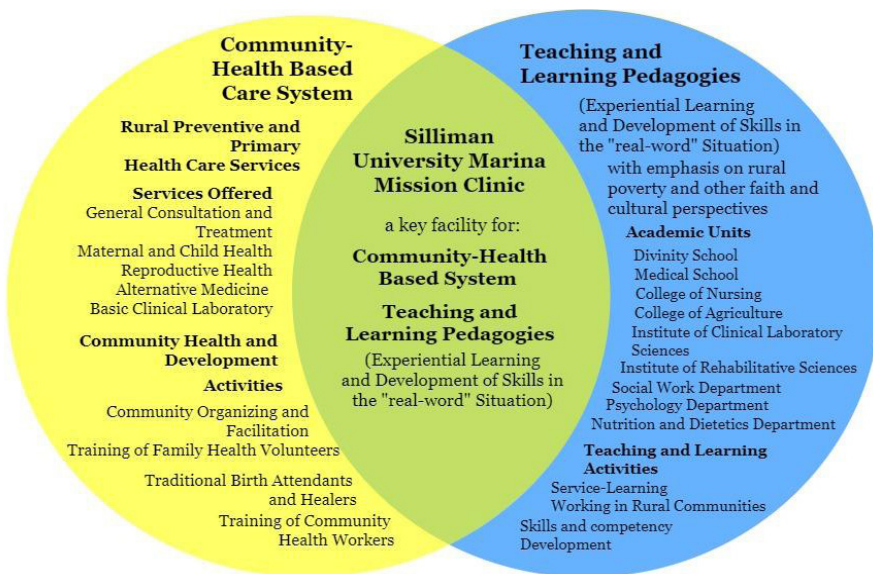 Community-
Health Based
Care System
Rural Preventive and
Primary
Health Care Services
Services Offered
General Consultation and
Treatment
Maternal and Child Health
Reproductive Health
Alternative Medicine
Basic Clinical Laboratory
Community Health and
Development
Activities
Community Organizing and
Facilitation
Training of Family Health Volunteers
Traditional Birth Attendants
and Healers
Training of Community
Health Workers
Silliman
University Marina
Mission Clinic
a key facility for:
Community-Health
Based System
Teaching and
Learning Pedagogies
(Experiential Learning
and Development of Skills in
the "real-word" Situation)
Teaching and
Learning Pedagogies
(Experiential Learning
and Development of Skills in
the "real-word" Situation)
with emphasis on rural
poverty and other faith and
cultural perspectives
Academic Units
Divinity School
Medical School
College of Nursing
College of Agriculture
Institute of Clinical Laboratory
Sciences
Institute of Rehabilitative Sciences
Social Work Department
Psychology Department
Nutrition and Dietetics Department
Teaching and Learning
Activities
Service-Learning
Working in Rural Communities
Skills and competency
Development